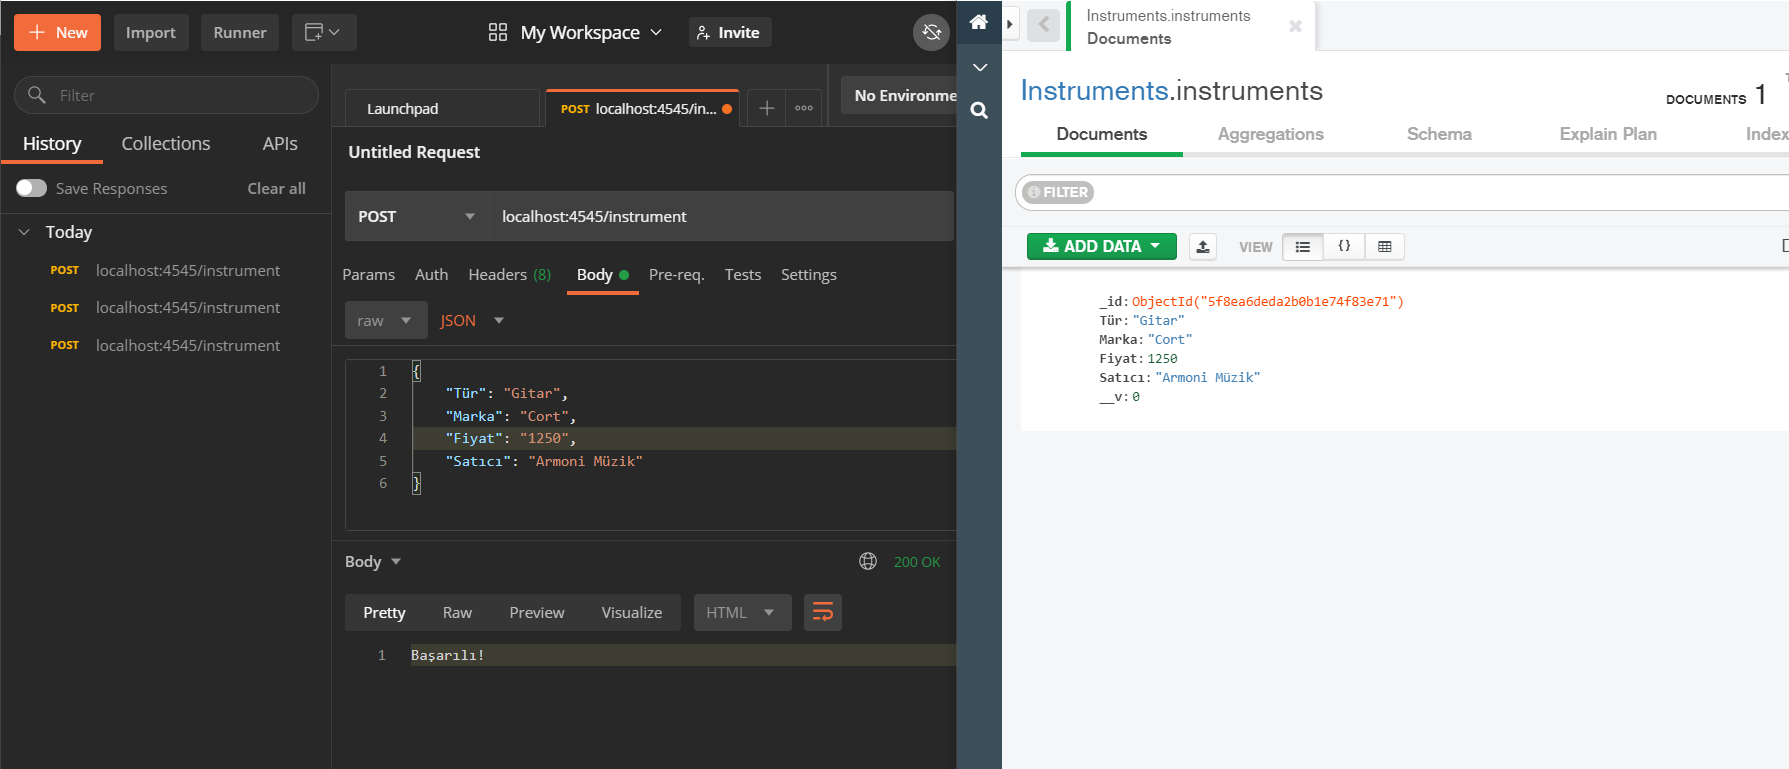 New
Import
Runner
My Workspace
Invite
Filter
History
Collections
APIs
Save Responses
Clear all
Today
POST localhost:4545/instrument
POST localhost:4545/instrument
POST localhost:4545/instrument
Launchpad
POST localhost:4545/in...
No Environme
Untitled Request
POST
localhost:4545/instrument
Params Auth Headers (8) Body Pre-req. Tests Settings
raw
JSON
1 {
2 "Tür": "Gitar",
3 "Marka": "Cort",
4 "Fiyat": "1250",
5 "Satıcı": "Armoni Müzik"
6 }
Body
200 OK
Pretty Raw Preview Visualize
HTML
1 Başarılı!
Instruments.instruments
Documents
Instruments.instruments
DOCUMENTS 1
Documents Aggregations Schema Explain Plan Index
FILTER
ADD DATA
VIEW
{}
_id: ObjectId("5f8ea6deda2b0b1e74f83e71")
Tür: "Gitar"
Marka: "Cort"
Fiyat: 1250
Satıcı: "Armoni Müzik"
__v: 0